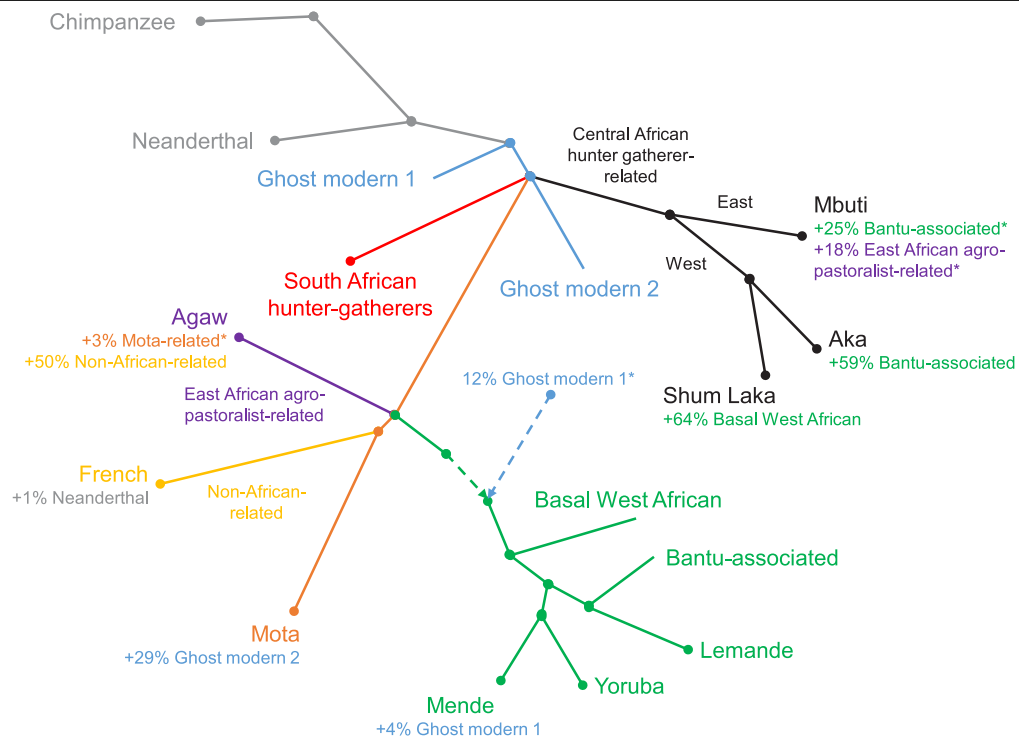 Chimpanzee
Neanderthal
Ghost modern 1
Central African
hunter gatherer-
related
East
West
Mbuti
+25% Bantu-associated*
+18% East African agro-
pastoralist-related*
South African
hunter-gatherers
Ghost modern 2
Agaw
+3% Mota-related*
+50% Non-African-related
East African agro-
pastoralist-related
12% Ghost modern 1*
Aka
+59% Bantu-associated
Shum Laka
+64% Basal West African
French
+1% Neanderthal
Non-African-
related
Basal West African
Bantu-associated
Mota
+29% Ghost modern 2
Lemande
Yoruba
Mende
+4% Ghost modern 1